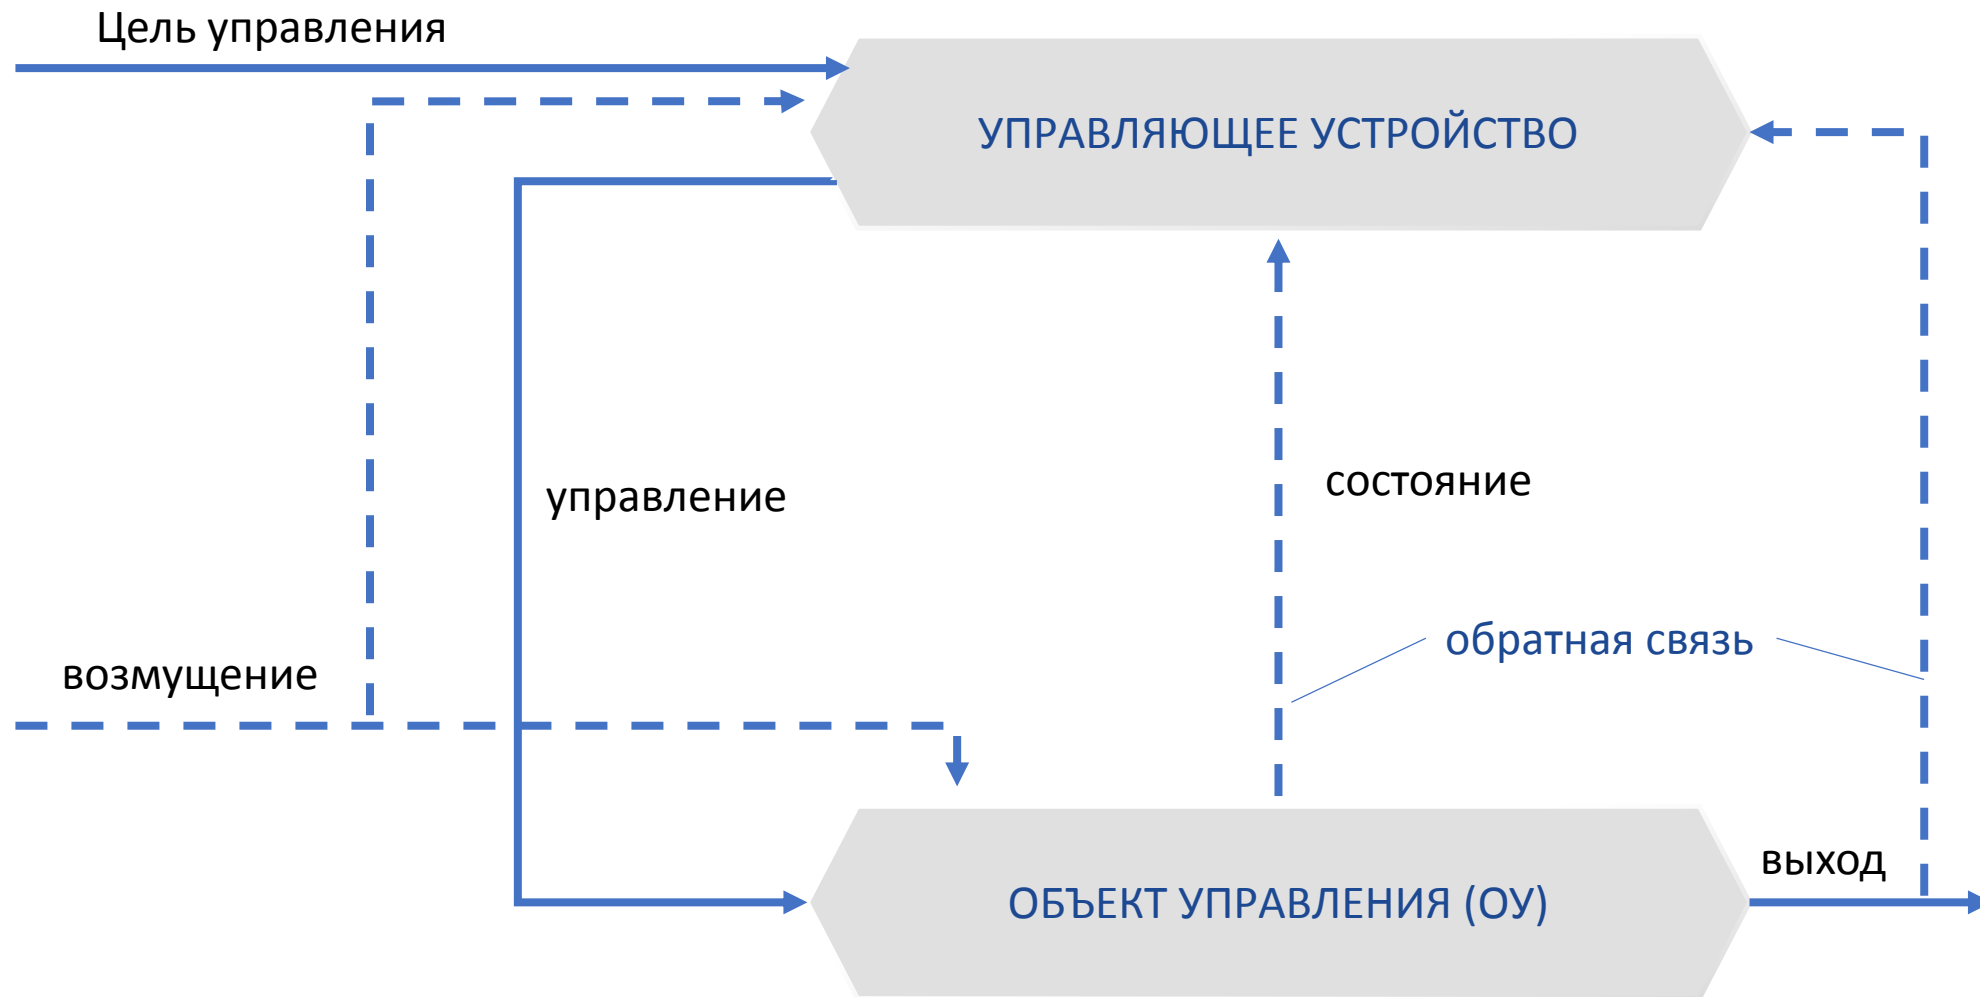 Цель управления
УПРАВЛЯЮЩЕЕ УСТРОЙСТВО
управление
состояние
обратная связь
возмущение
выход
ОБЪЕКТ УПРАВЛЕНИЯ (ОУ)